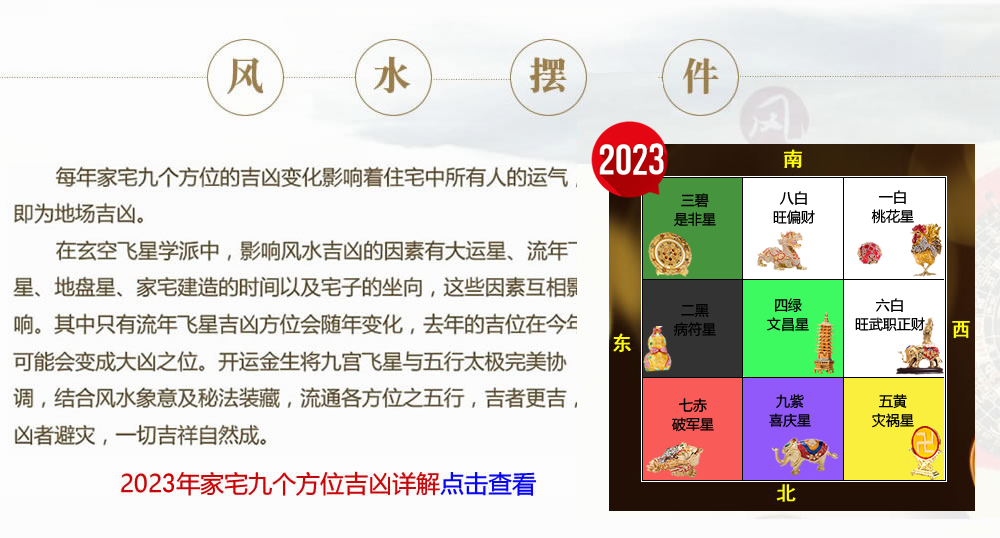 风 水 摆 件
每年家宅九个方位的吉凶变化影响着住宅中所有人的运气，
即为地场吉凶。
在玄空飞星学派中，影响风水吉凶的因素有大运星、流年飞
星、地盘星、家宅建造的时间以及宅子的坐向，这些因素互相影
响。其中只有流年飞星吉凶方位会随年变化，去年的吉位在今年
可能会变成大凶之位。开运金生将九宫飞星与五行太极完美协
调，结合风水象意及秘法装藏，流通各方位之五行，吉者更吉，
凶者避灾，一切吉祥自然成。
2023年家宅九个方位吉凶详解点击查看
风
2023
南
三碧
是非星
八白
旺偏财
一白
桃花星
东
二黑
病符星
四绿
文昌星
六白
旺武职正财
西
七赤
破军星
九紫
喜庆星
五黄
灾祸星
卍
北